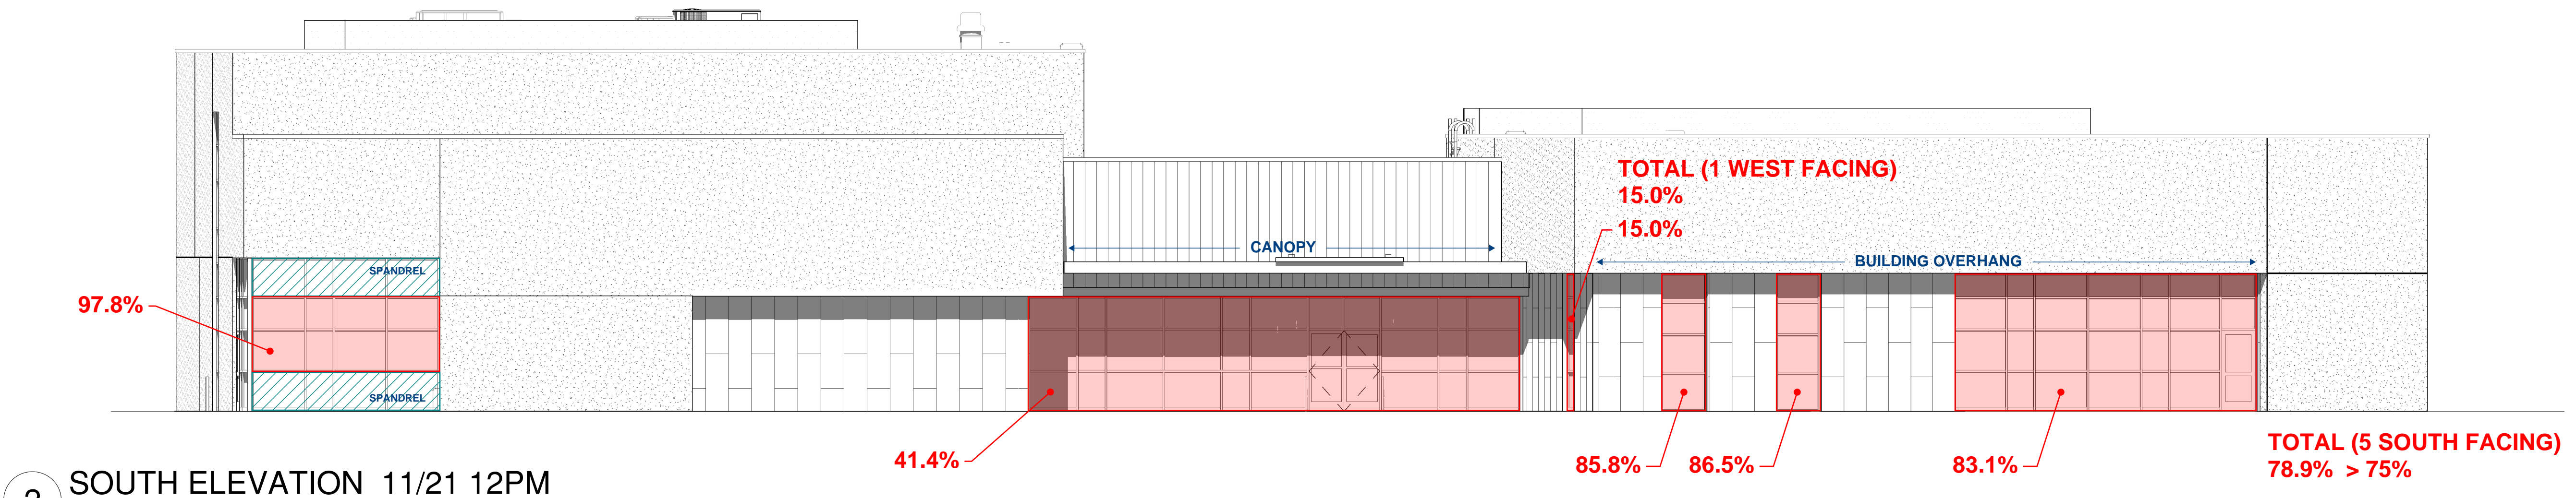 TOTAL (1 WEST FACING)
15.0%
15.0%
CANOPY
BUILDING OVERHANG
SPANDREL
97.8%
SPANDREL
41.4%
85.8%
86.5%
83.1%
TOTAL (5 SOUTH FACING)
78.9% > 75%
SOUTH ELEVATION 11/21 12PM